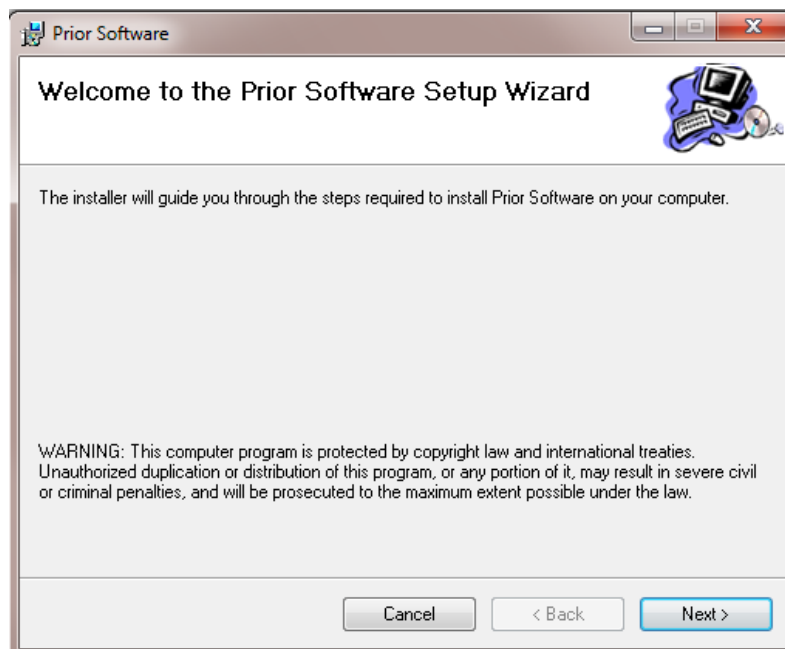 Prior Software
Welcome to the Prior Software Setup Wizard
The installer will guide you through the steps required to install Prior Software on your computer.
WARNING: This computer program is protected by copyright law and international treaties.
Unauthorized duplication or distribution of this program, or any portion of it, may result in severe civil
or criminal penalties, and will be prosecuted to the maximum extent possible under the law.
Cancel < Back Next >